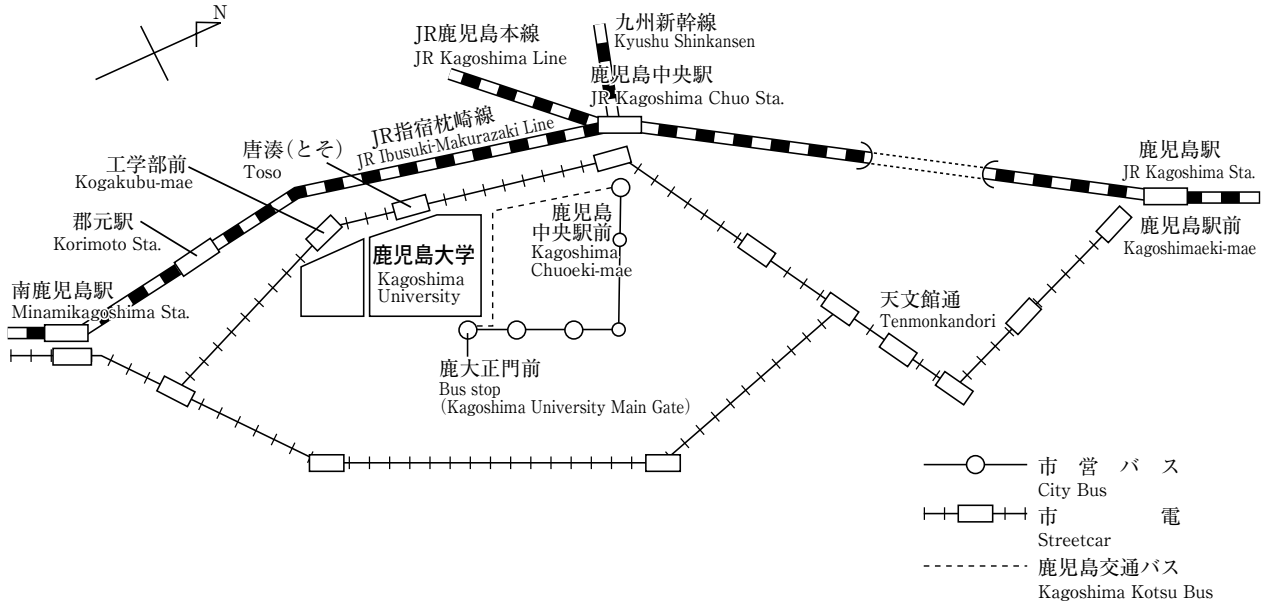 N
JR鹿児島本線
JR Kagoshima Line
九州新幹線
Kyushu Shinkansen
鹿児島中央駅
JR Kagoshima Chuo Sta.
JR指宿枕崎線
JR Ibusuki-Makurazaki Line
唐湊(とそ)
Toso
工学部前
Kogakubu-mae
郡元駅
Korimoto Sta.
南鹿児島駅
Minamikagoshima Sta.
鹿児島大学
Kagoshima
University
鹿児島
中央駅前
Kagoshima
Chuoeki-mae
鹿児島駅
JR Kagoshima Sta.
鹿児島駅前
Kagoshimaeki-mae
天文館通
Tenmonkandori
鹿大正門前
Bus stop
(Kagoshima University Main Gate)
市営バス
City Bus
市電
Streetcar
鹿児島交通バス
Kagoshima Kotsu Bus